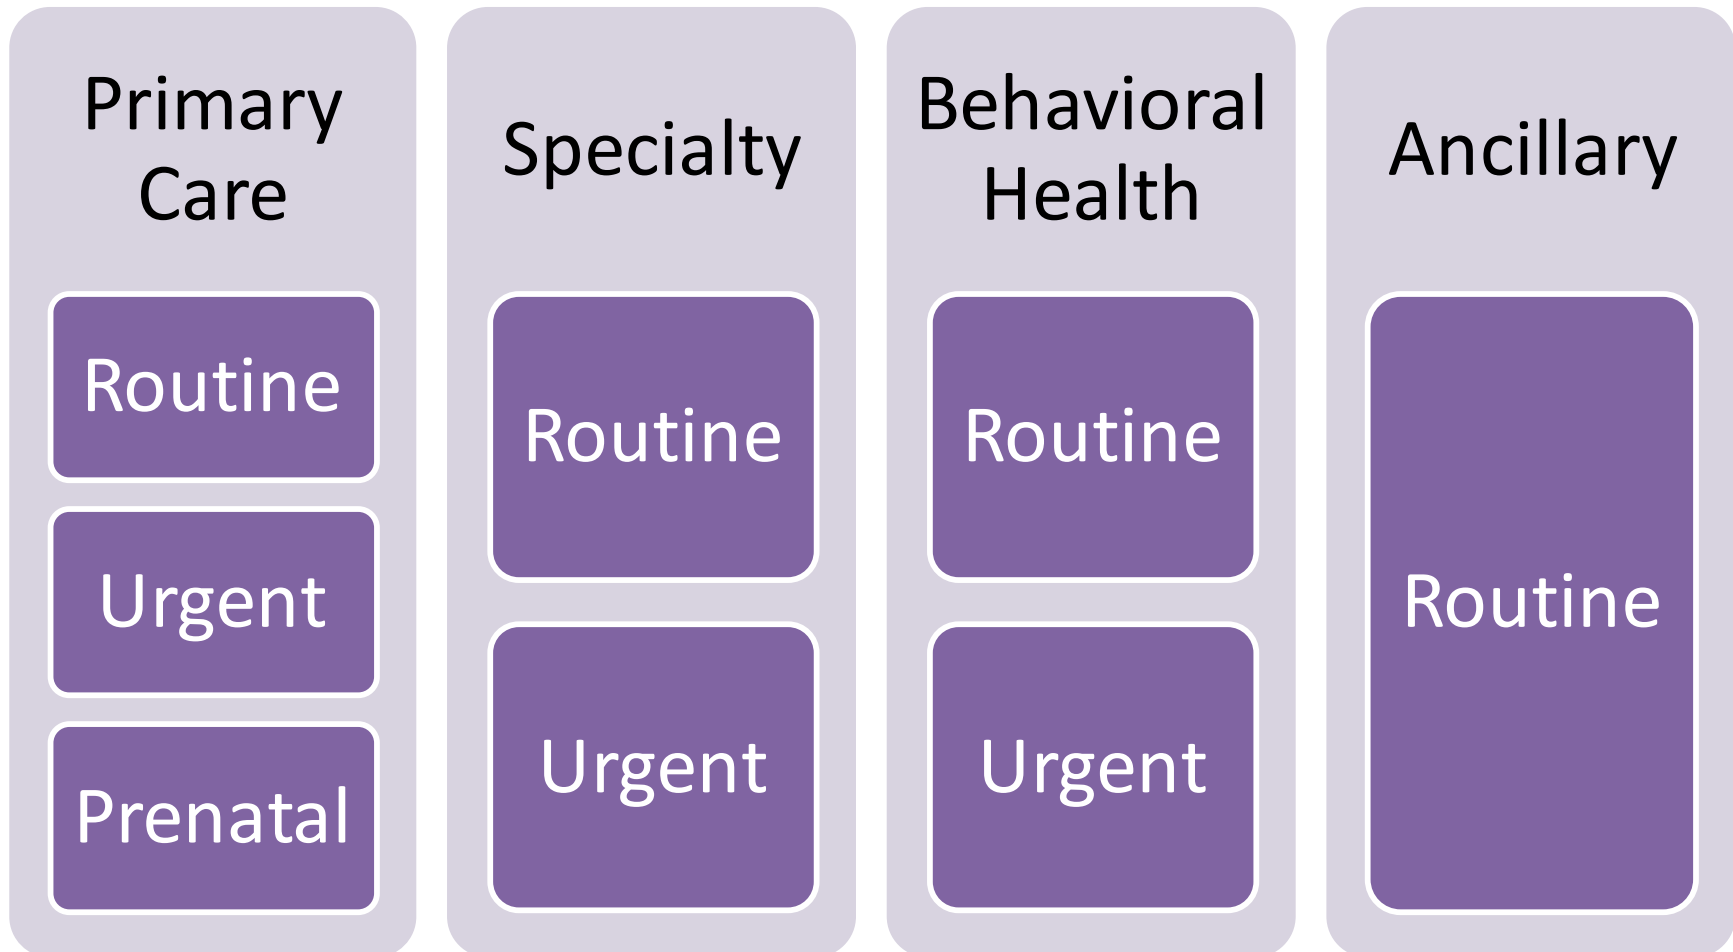 Primary
Care
Routine
Urgent
Prenatal
Specialty
Routine
Urgent
Behavioral
Health
Routine
Urgent
Ancillary
Routine